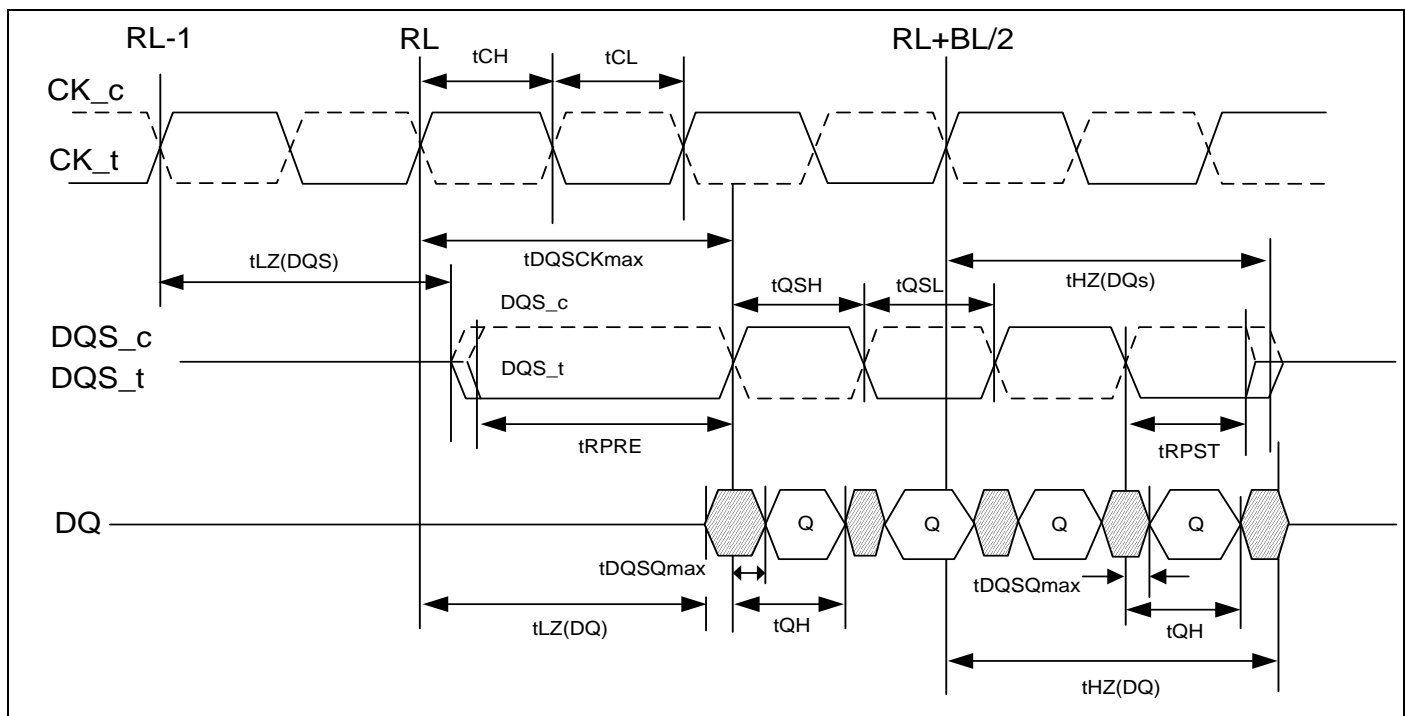 RL-1
RL
RL+BL/2
tCH
tCL
CK_c
CK_t
tLZ(DQS)
tDQSCKmax
tHZ(DQs)
tQSH
tQSL
DQS_c
DQS_c
DQS_t
DQS_t
tRPRE
tRPST
DQ
Q
Q
Q
Q
tDQSQmax
tDQSQmax
tLZ(DQ)
tQH
tQH
tHZ(DQ)